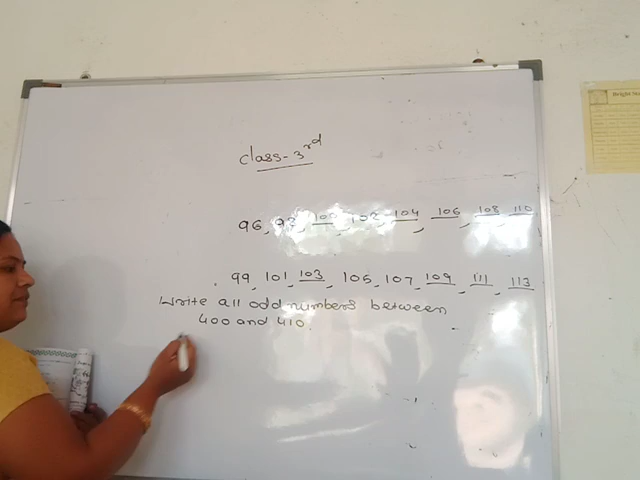 Class-3rd
96, 98, 100, 102, 104, 106, 108, 110
99, 101, 103, 105, 107, 109, 111, 113
Write all odd numbers between
400 and 410.